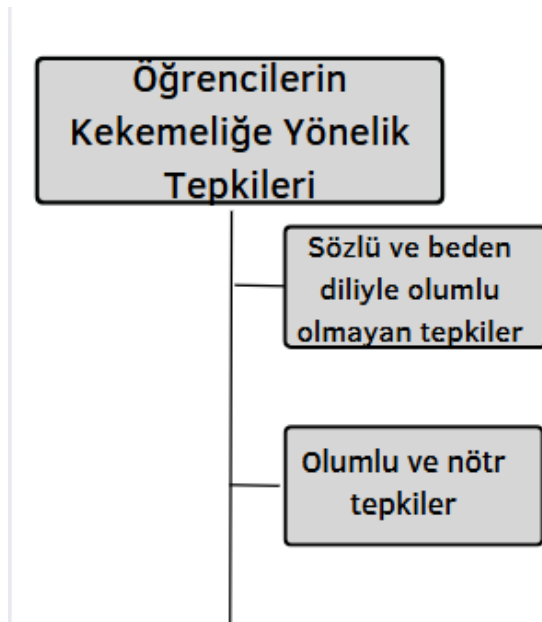 Öğrencilerin
Kekemeliğe Yönelik
Tepkileri
Sözlü ve beden
diliyle olumlu
olmayan tepkiler
Olumlu ve nötr
tepkiler